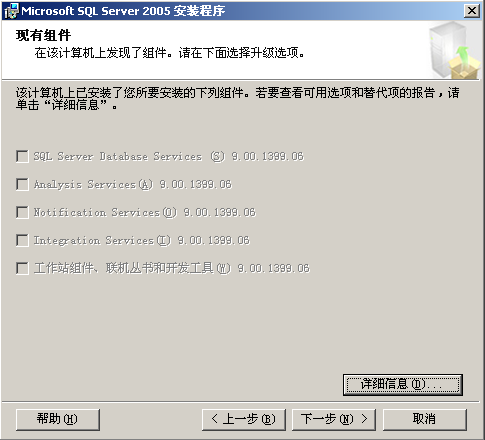 Microsoft SQL Server 2005 安装程序
现有组件
在该计算机上发现了组件。请在下面选择升级选项。
该计算机上已安装了您所要安装的下列组件。若要查看可用选项和替代项的报告，请
单击“详细信息”。
SQL Server Database Services (S) 9.00.1399.06
Analysis Services(A) 9.00.1399.06
Notification Services(O) 9.00.1399.06
Integration Services(I) 9.00.1399.06
工作站组件、联机丛书和开发工具(W) 9.00.1399.06
详细信息(D)...
帮助(H)
< 上一步(B)
下一步(N) >
取消